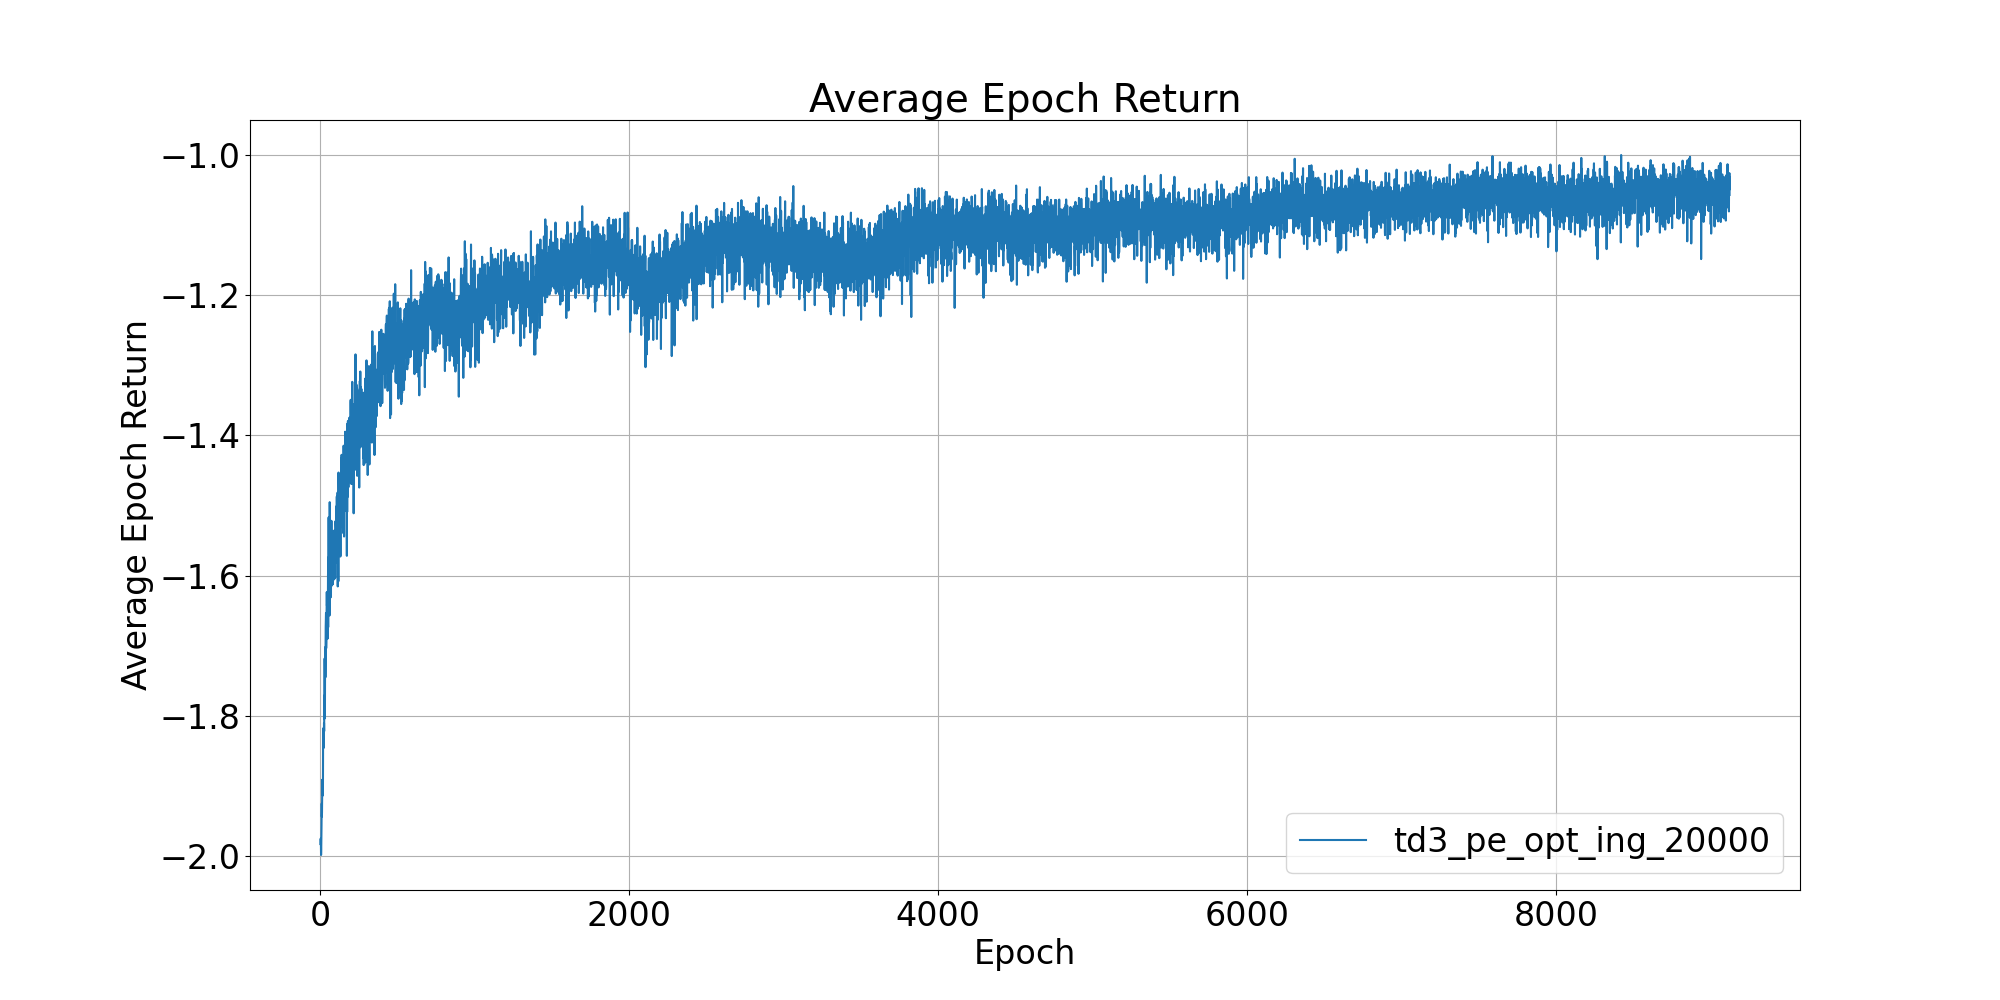 Average Epoch Return
Average Epoch Return
−1.0
−1.2
−1.4
−1.6
−1.8
−2.0
0 2000 4000 6000 8000
Epoch
td3_pe_opt_ing_20000